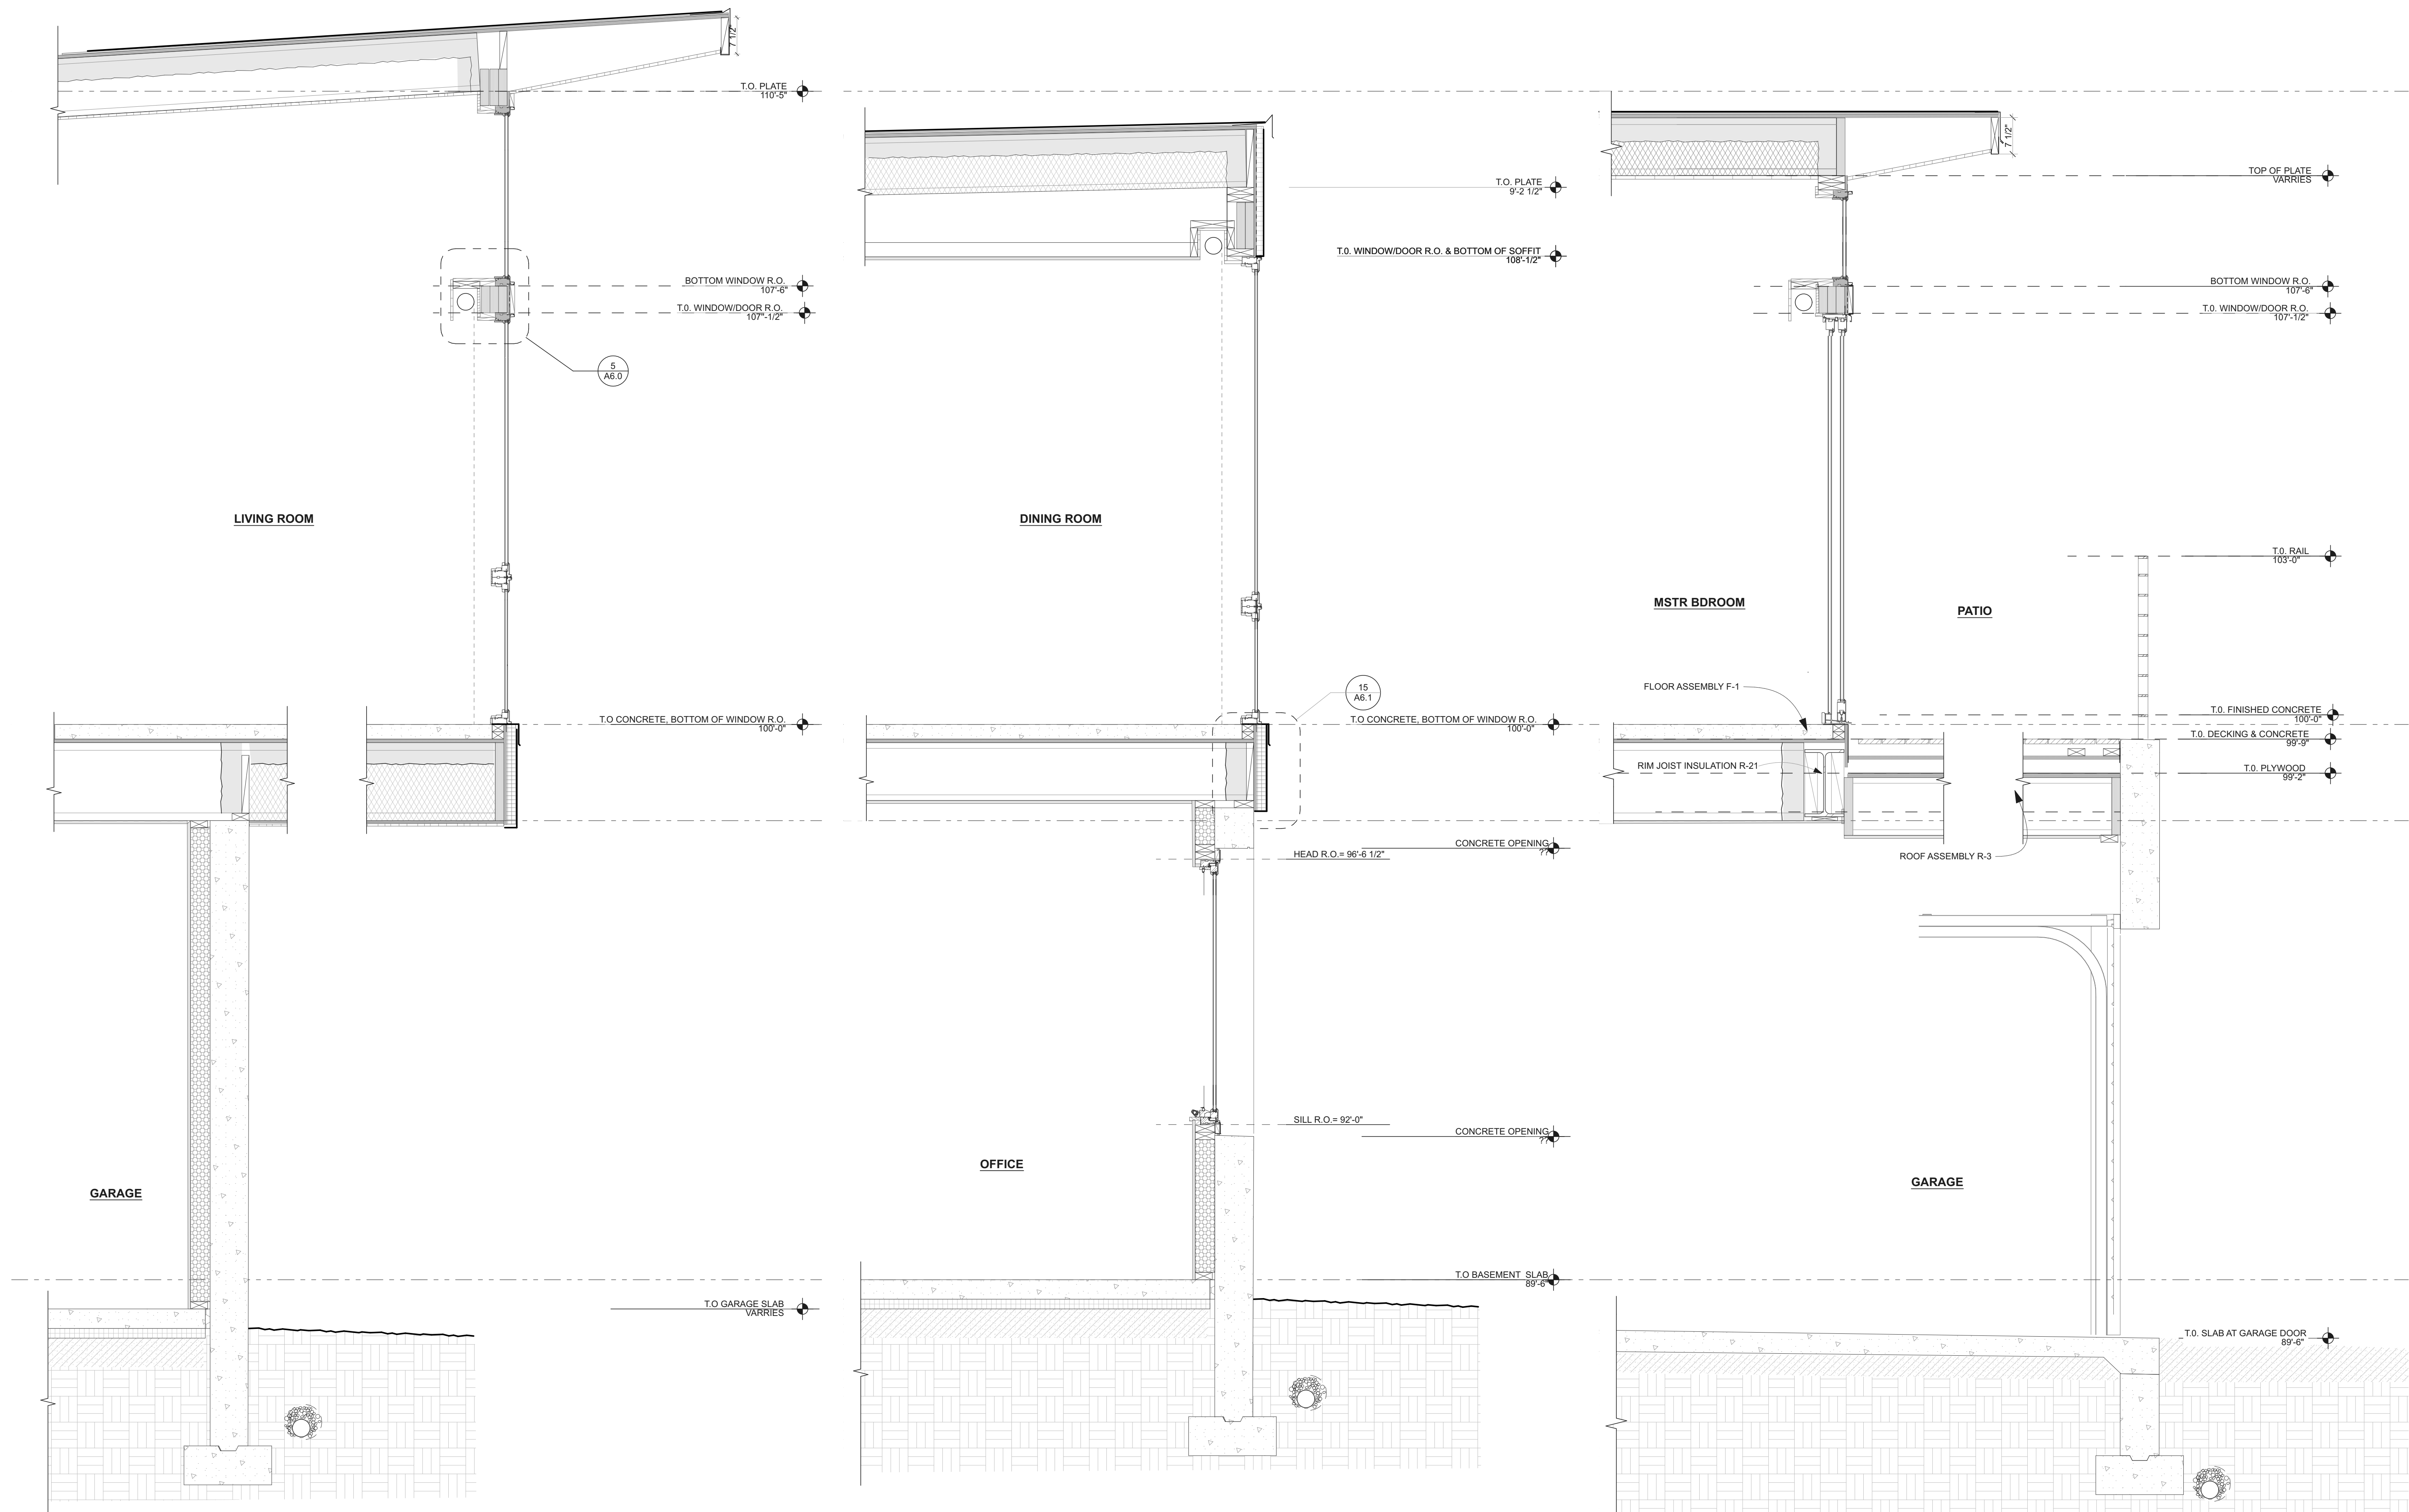 7 1/2"
T.O. PLATE
110'-5"
BOTTOM WINDOW R.O.
107'-6"
T.0. WINDOW/DOOR R.O.
107"-1/2"
5
A6.0
LIVING ROOM
T.O CONCRETE, BOTTOM OF WINDOW R.O.
100'-0"
GARAGE
T.O GARAGE SLAB
VARRIES
T.O. PLATE
9'-2 1/2"
T.0. WINDOW/DOOR R.O. & BOTTOM OF SOFFIT
108'-1/2"
DINING ROOM
15
A6.1
T.O CONCRETE, BOTTOM OF WINDOW R.O.
100'-0"
CONCRETE OPENING
??
HEAD R.O.= 96'-6 1/2"
SILL R.O.= 92'-0"
CONCRETE OPENING
??
OFFICE
T.O BASEMENT SLAB
89'-6"
7 1/2"
TOP OF PLATE
VARRIES
BOTTOM WINDOW R.O.
107'-6"
T.0. WINDOW/DOOR R.O.
107'-1/2"
T.0. RAIL
103'-0"
MSTR BDROOM
PATIO
FLOOR ASSEMBLY F-1
T.0. FINISHED CONCRETE
100'-0"
T.0. DECKING & CONCRETE
99'-9"
RIM JOIST INSULATION R-21
T.0. PLYWOOD
99'-2"
ROOF ASSEMBLY R-3
GARAGE
T.0. SLAB AT GARAGE DOOR
89'-6"